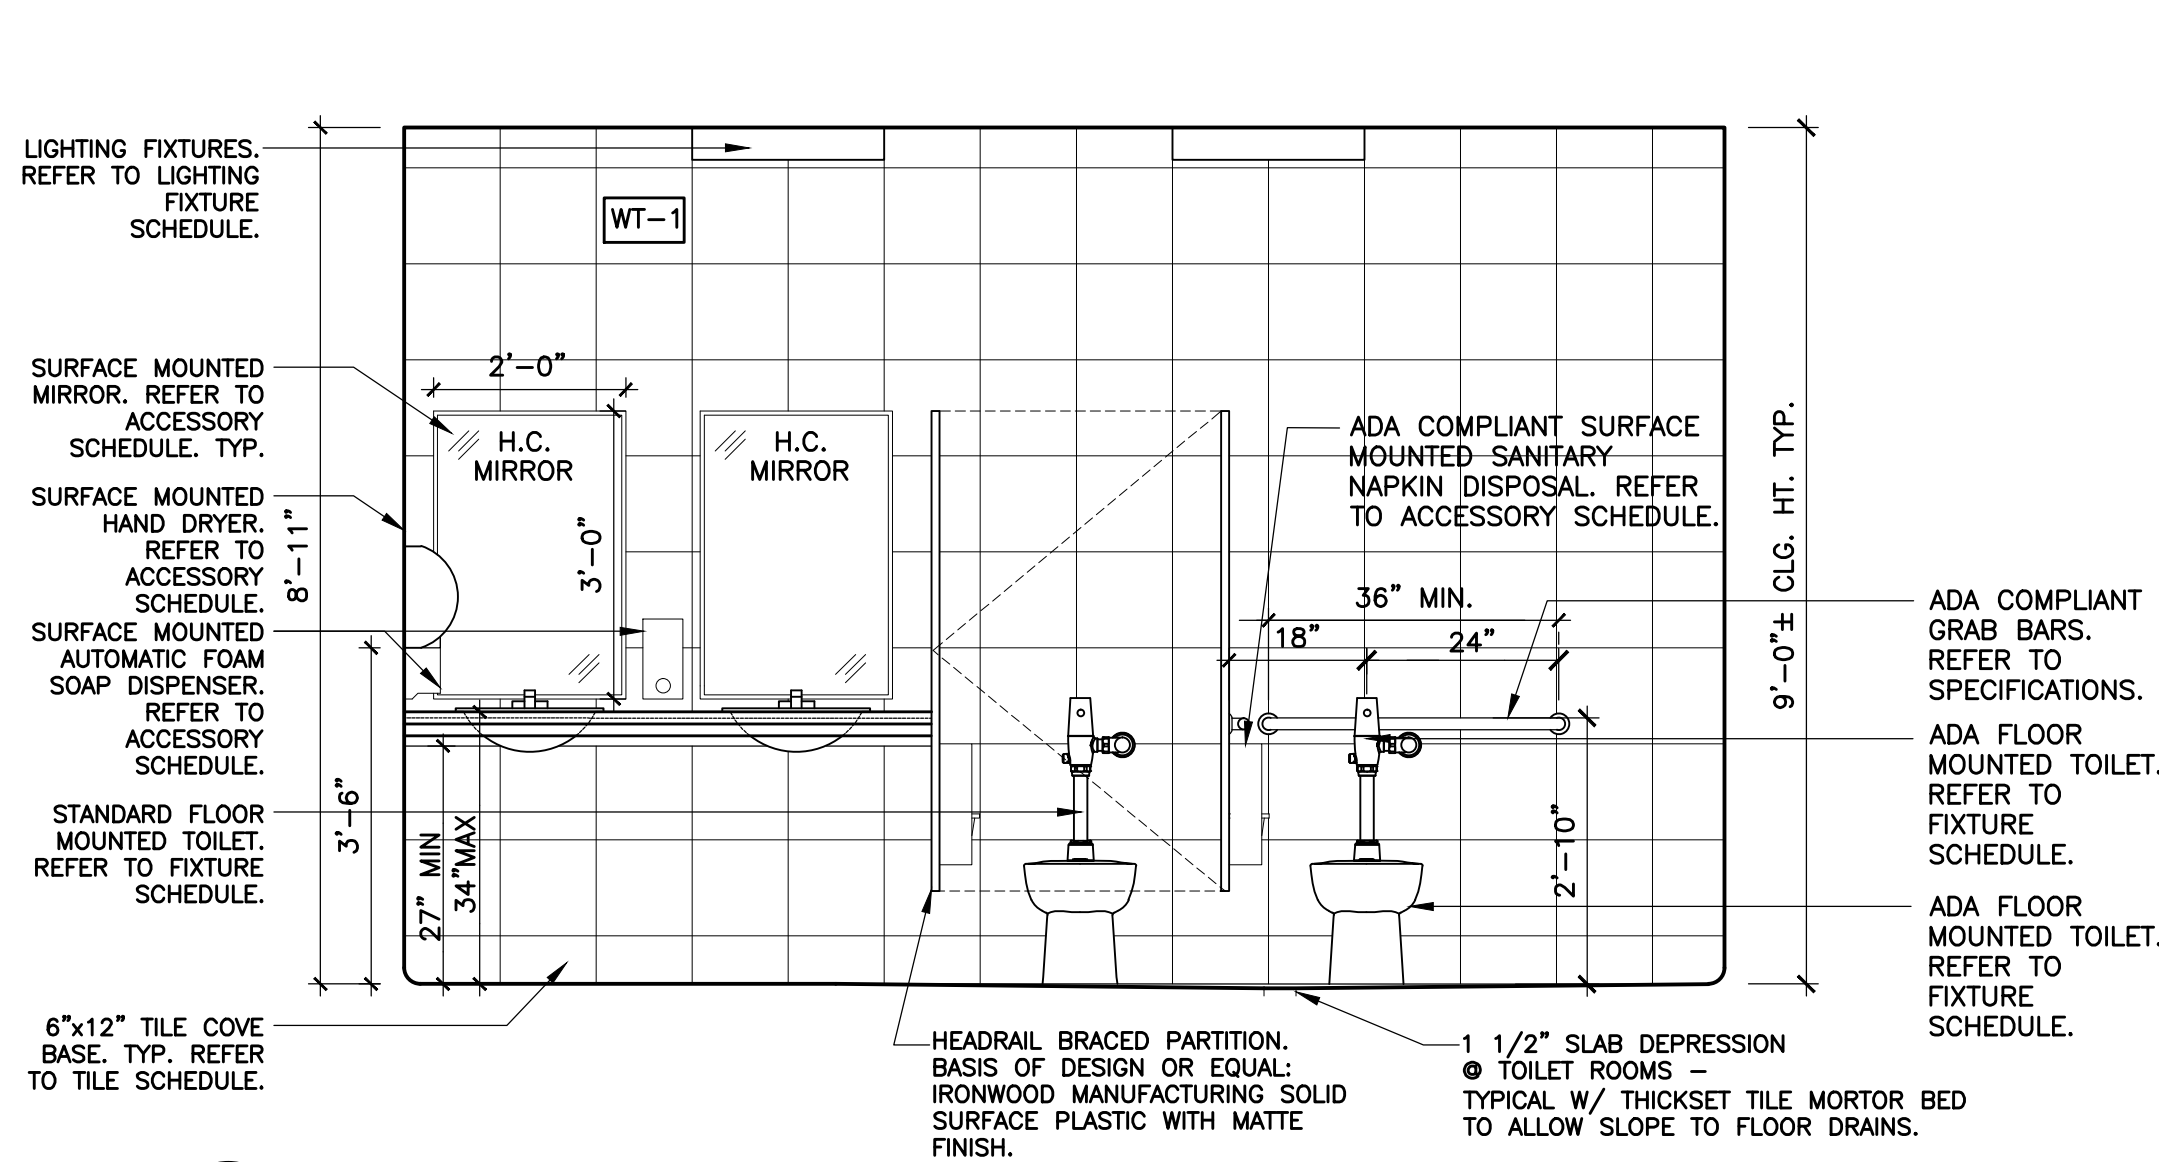 LIGHTING FIXTURES.
REFER TO LIGHTING
FIXTURE
SCHEDULE.
WT-1
SURFACE MOUNTED
MIRROR. REFER TO
ACCESSORY
SCHEDULE. TYP.
SURFACE MOUNTED
HAND DRYER.
REFER TO
ACCESSORY
SCHEDULE.
SURFACE MOUNTED
AUTOMATIC FOAM
SOAP DISPENSER.
REFER TO
ACCESSORY
SCHEDULE.
STANDARD FLOOR
MOUNTED TOILET.
REFER TO FIXTURE
SCHEDULE.
6"x12" TILE COVE
BASE. TYP. REFER
TO TILE SCHEDULE.
8'-11"
3'-6"
27" MIN
34"MAX
2'-0"
H.C.
MIRROR
3'-0"
H.C.
MIRROR
ADA COMPLIANT SURFACE
MOUNTED SANITARY
NAPKIN DISPOSAL. REFER
TO ACCESSORY SCHEDULE.
36" MIN.
18"
24"
2'-10"
9'-0"± CLG. HT. TYP.
ADA COMPLIANT
GRAB BARS.
REFER TO
SPECIFICATIONS.
ADA FLOOR
MOUNTED TOILET.
REFER TO
FIXTURE
SCHEDULE.
ADA FLOOR
MOUNTED TOILET.
REFER TO
FIXTURE
SCHEDULE.
HEADRAIL BRACED PARTITION.
BASIS OF DESIGN OR EQUAL:
IRONWOOD MANUFACTURING SOLID
SURFACE PLASTIC WITH MATTE
FINISH.
1 1/2" SLAB DEPRESSION
@ TOILET ROOMS -
TYPICAL W/ THICKSET TILE MORTOR BED
TO ALLOW SLOPE TO FLOOR DRAINS.